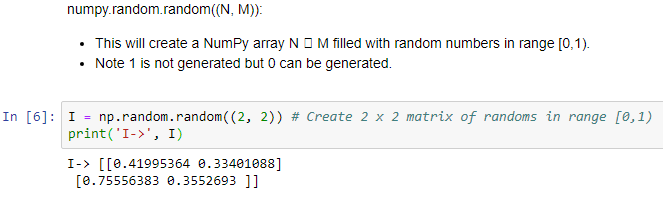 numpy.random.random((N, M)):
• This will create a NumPy array N □ M filled with random numbers in range [0,1).
• Note 1 is not generated but 0 can be generated.
In [6]: I = np.random.random((2, 2)) # Create 2 x 2 matrix of randoms in range [0,1)
print('I->', I)
I-> [[0.41995364 0.33401088]
[0.75556383 0.3552693 ]]